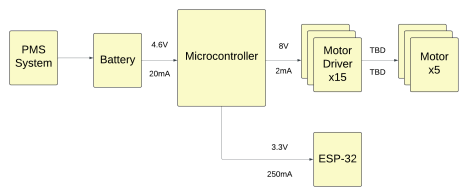 PMS
System
Battery
4.6V
20mA
Microcontroller
8V
2mA
Motor
Driver
x15
TBD
TBD
Motor
x5
3.3V
250mA
ESP-32